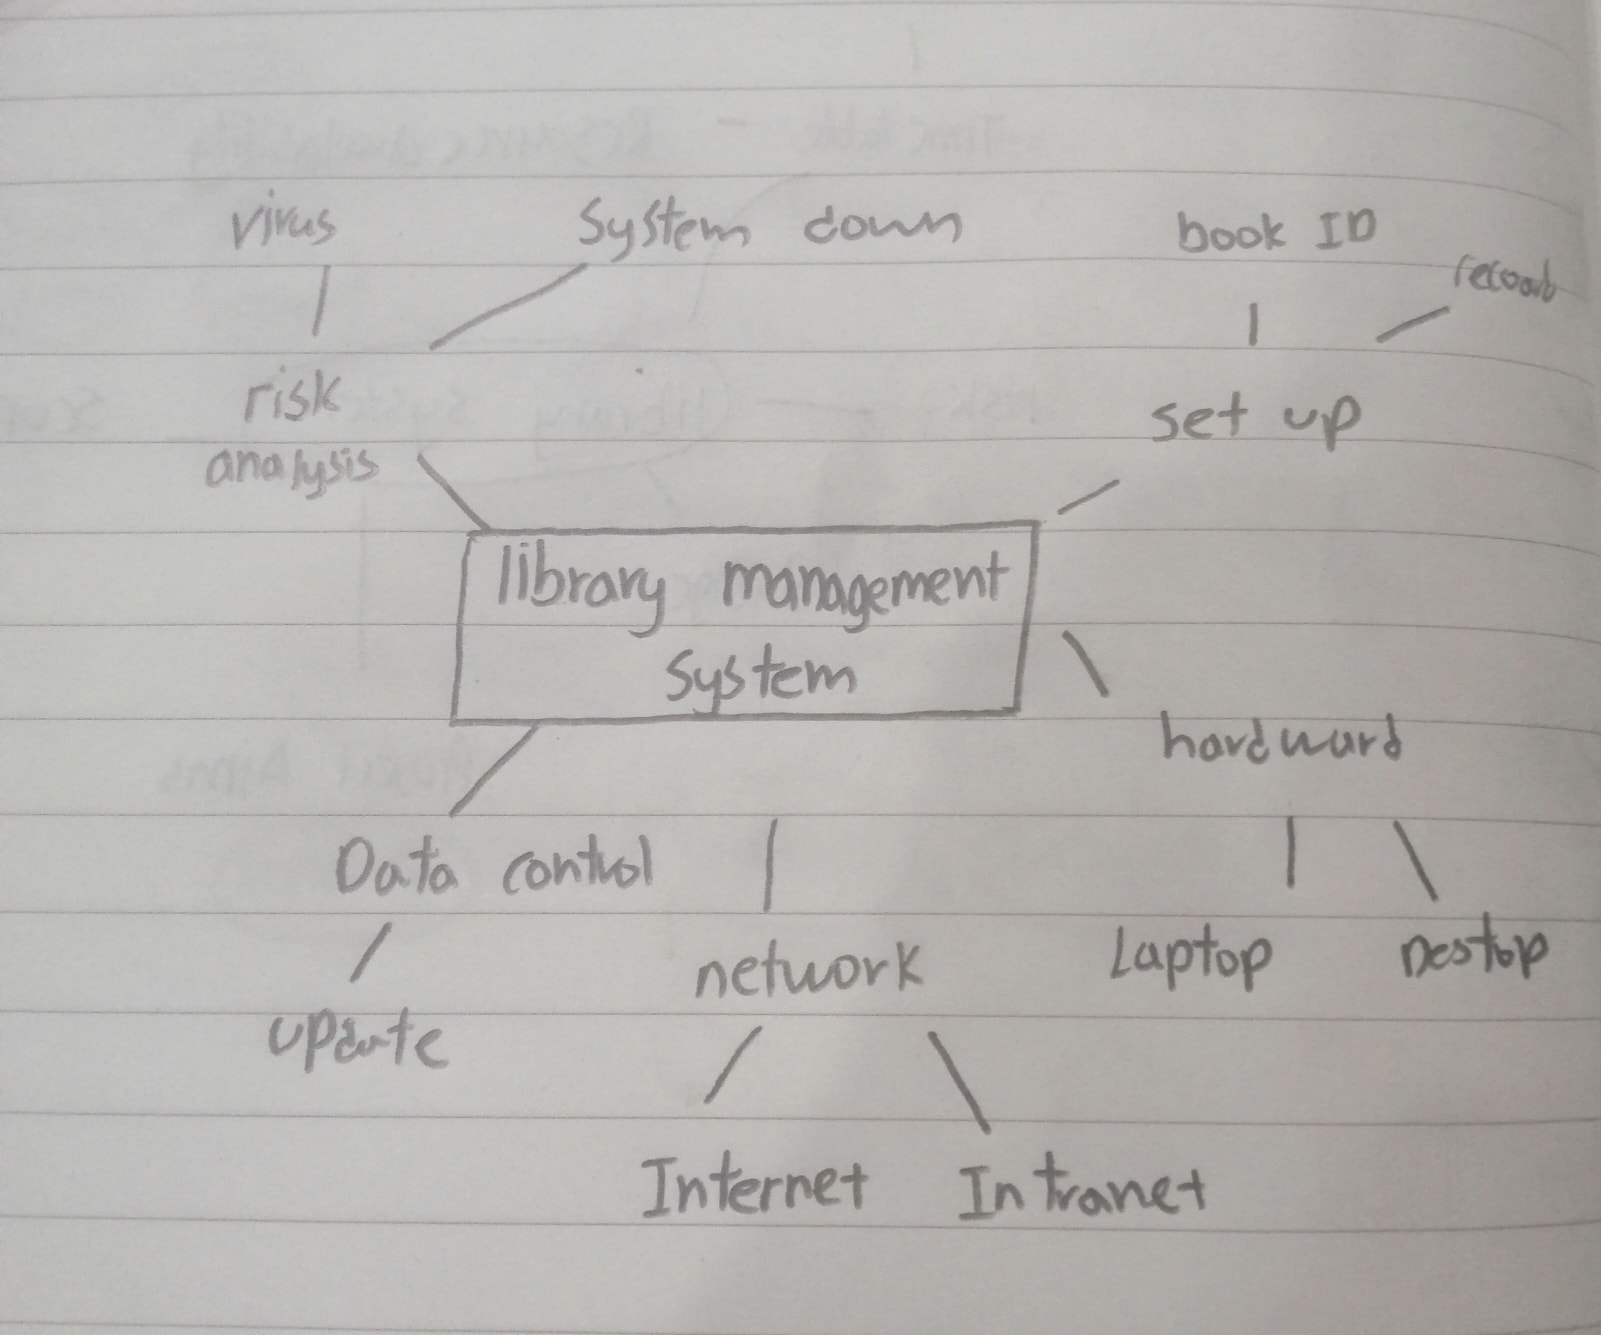 virus
System down
book ID
record
risk
analysis
set up
library management
System
hardward
Data control
network
Laptop
Destop
update
Internet
Intranet